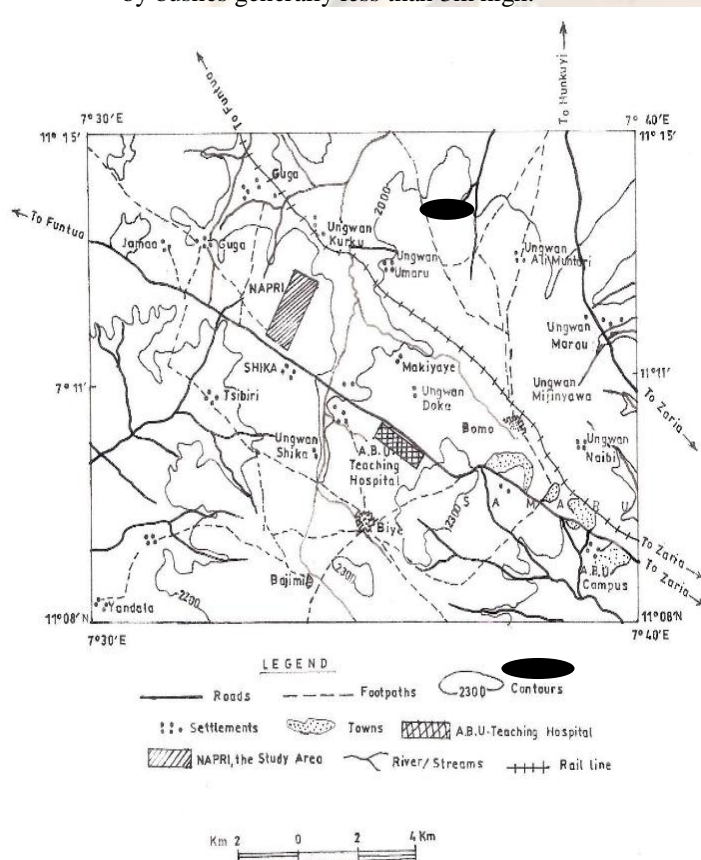 by bushes generally less than 5m high.
To Funtua
To Hunkuyi
7° 30'E
7° 40'E
11° 15'
11° 15'
Guga
2000
To Funtua
Jamaa
Guga
Ungwan
Kurku
Ungwan
Umaru
Ungwan
Ali Muntari
NAPRI
Ungwan
Marau
SHIKA
Makiyaye
11° 11'
7° 11'
Tsibiri
Ungwan
Doka
Ungwan
Mijinyawa
To Zaria
Bomo
Ungwan
Shika
A.B.U
Teaching
Hospital
Ungwan
Naibi
2300
S A M A R U
Biye
To Zaria
To Zaria
A.B.U
Campus
Bajimi
2300
2200
Yandala
11° 08'N
11° 08'N
7° 30'E
7° 40'E
LEGEND
Roads
Footpaths
2300
Contours
Settlements
Towns
A.B.U-Teaching Hospital
NAPRI, the Study Area
River/Streams
Rail line
Km 2 0 2 4 Km